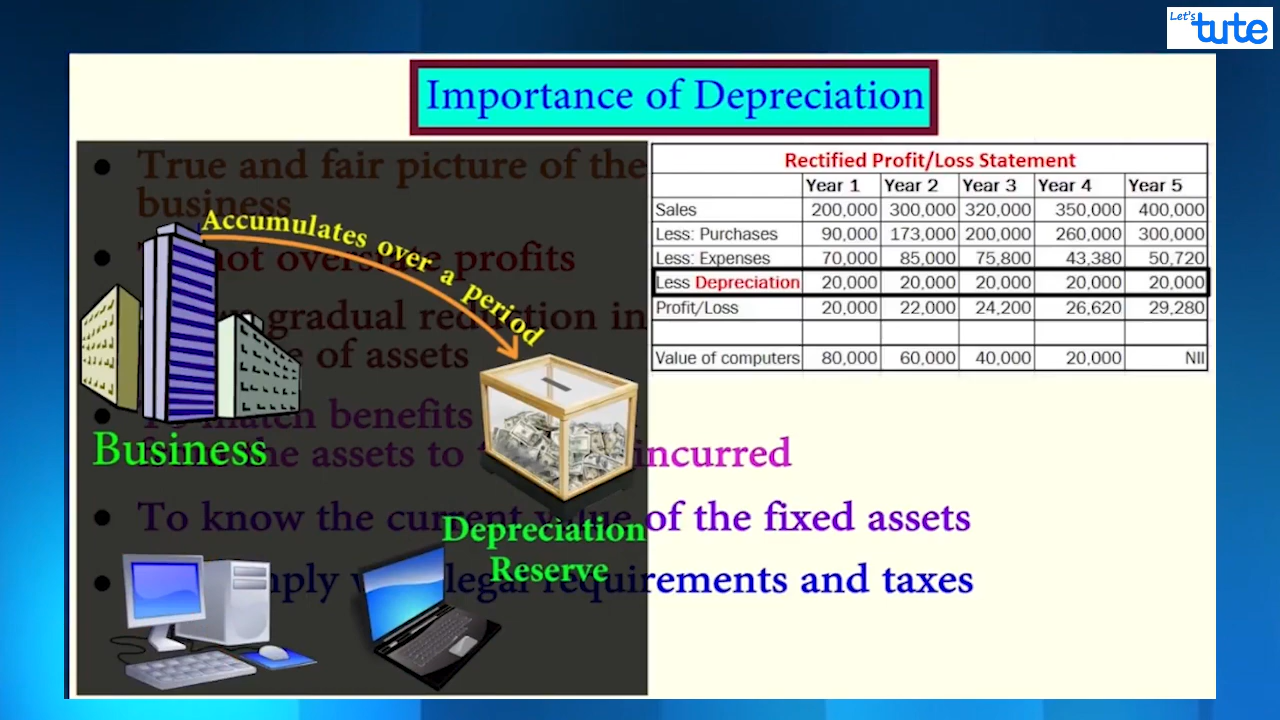 Let's tute
Importance of Depreciation
True and fair picture of the
business
not overstate profits
gradual reduction in
of assets
benefits
the assets to incurred
To know the current value of the fixed assets
legal requirements and taxes
Accumulates over a period
Business
Depreciation
Reserve
Rectified Profit/Loss Statement
Year 1 Year 2 Year 3 Year 4 Year 5
Sales 200,000 300,000 320,000 350,000 400,000
Less: Purchases 90,000 173,000 200,000 260,000 300,000
Less: Expenses 70,000 85,000 75,800 43,380 50,720
Less Depreciation 20,000 20,000 20,000 20,000 20,000
Profit/Loss 20,000 22,000 24,200 26,620 29,280
Value of computers 80,000 60,000 40,000 20,000 NIl